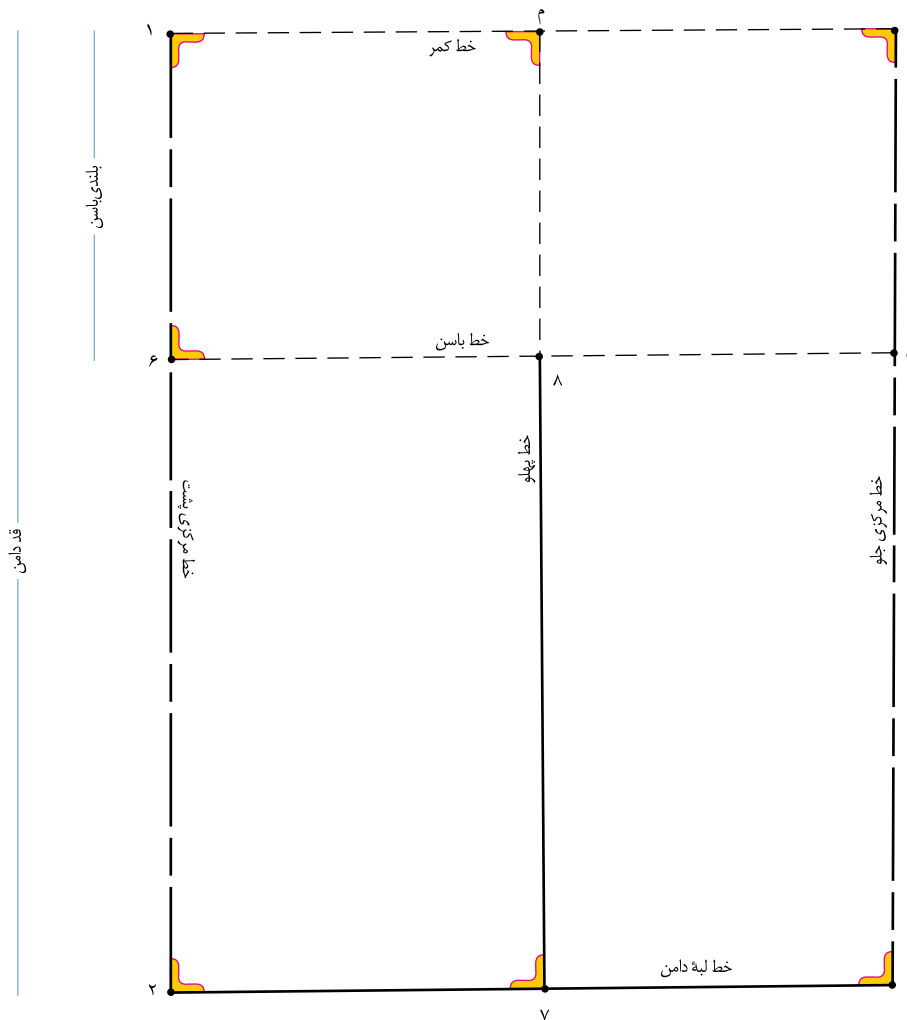 م
۱
خط کمر
بلندی‌باسن
خط باسن
۶
۸
خط پهلو
خط مرکزی پشت
خط مرکزی جلو
قد دامن
خط لبهٔ دامن
۲
۷